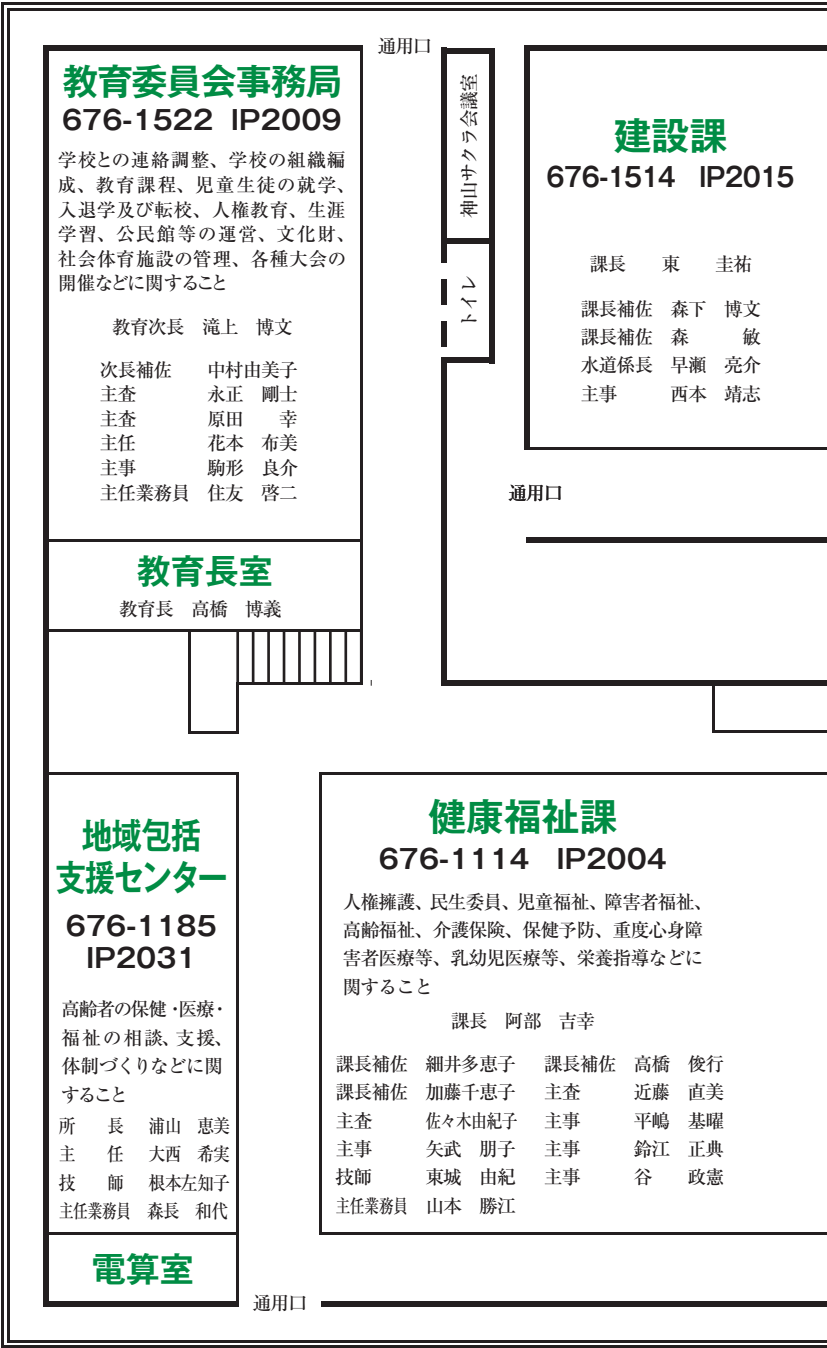 通用口
教育委員会事務局
676-1522 IP2009
学校との連絡調整、学校の組織編
成、教育課程、児童生徒の就学、
入退学及び転校、人権教育、生涯
学習、公民館等の運営、文化財、
社会体育施設の管理、各種大会の
開催などに関すること
教育次長 滝上 博文
次長補佐 中村由美子
主査 永正 剛士
主査 原田 幸
主任 花本 布美
主事 駒形 良介
主任業務員 住友 啓二
教育長室
教育長 高橋 博義
神山サクラ会議室
トイレ
建設課
676-1514 IP2015
課長 東 圭祐
課長補佐 森下 博文
課長補佐 森 敏
水道係長 早瀬 亮介
主事 西本 靖志
通用口
地域包括
支援センター
676-1185
IP2031
高齢者の保健・医療・
福祉の相談、支援、
体制づくりなどに関
すること
所長 浦山 恵美
主任 大西 希実
技師 根本左知子
主任業務員 森長 和代
電算室
健康福祉課
676-1114 IP2004
人権擁護、民生委員、児童福祉、障害者福祉、
高齢福祉、介護保険、保健予防、重度心身障
害者医療等、乳幼児医療等、栄養指導などに
関すること
課長 阿部 吉幸
課長補佐 細井多恵子 課長補佐 高橋 俊行
課長補佐 加藤千恵子 主査 近藤 直美
主査 佐々木由紀子 主事 平嶋 基曜
主事 矢武 朋子 主事 鈴江 正典
技師 東城 由紀 主事 谷 政憲
主任業務員 山本 勝江
通用口